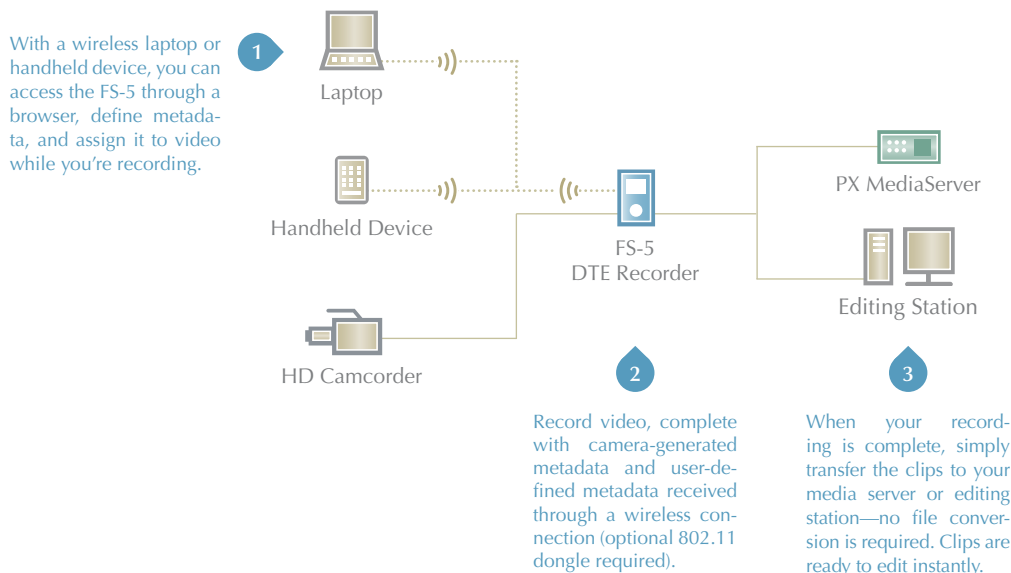 With a wireless laptop or
handheld device, you can
access the FS-5 through a
browser, define metada-
ta, and assign it to video
while you're recording.
1
Laptop
Handheld Device
HD Camcorder
FS-5
DTE Recorder
PX MediaServer
Editing Station
2
Record video, complete
with camera-generated
metadata and user-de-
fined metadata received
through a wireless con-
nection (optional 802.11
dongle required).
3
When your record-
ing is complete, simply
transfer the clips to your
media server or editing
station—no file conver-
sion is required. Clips are
ready to edit instantly.